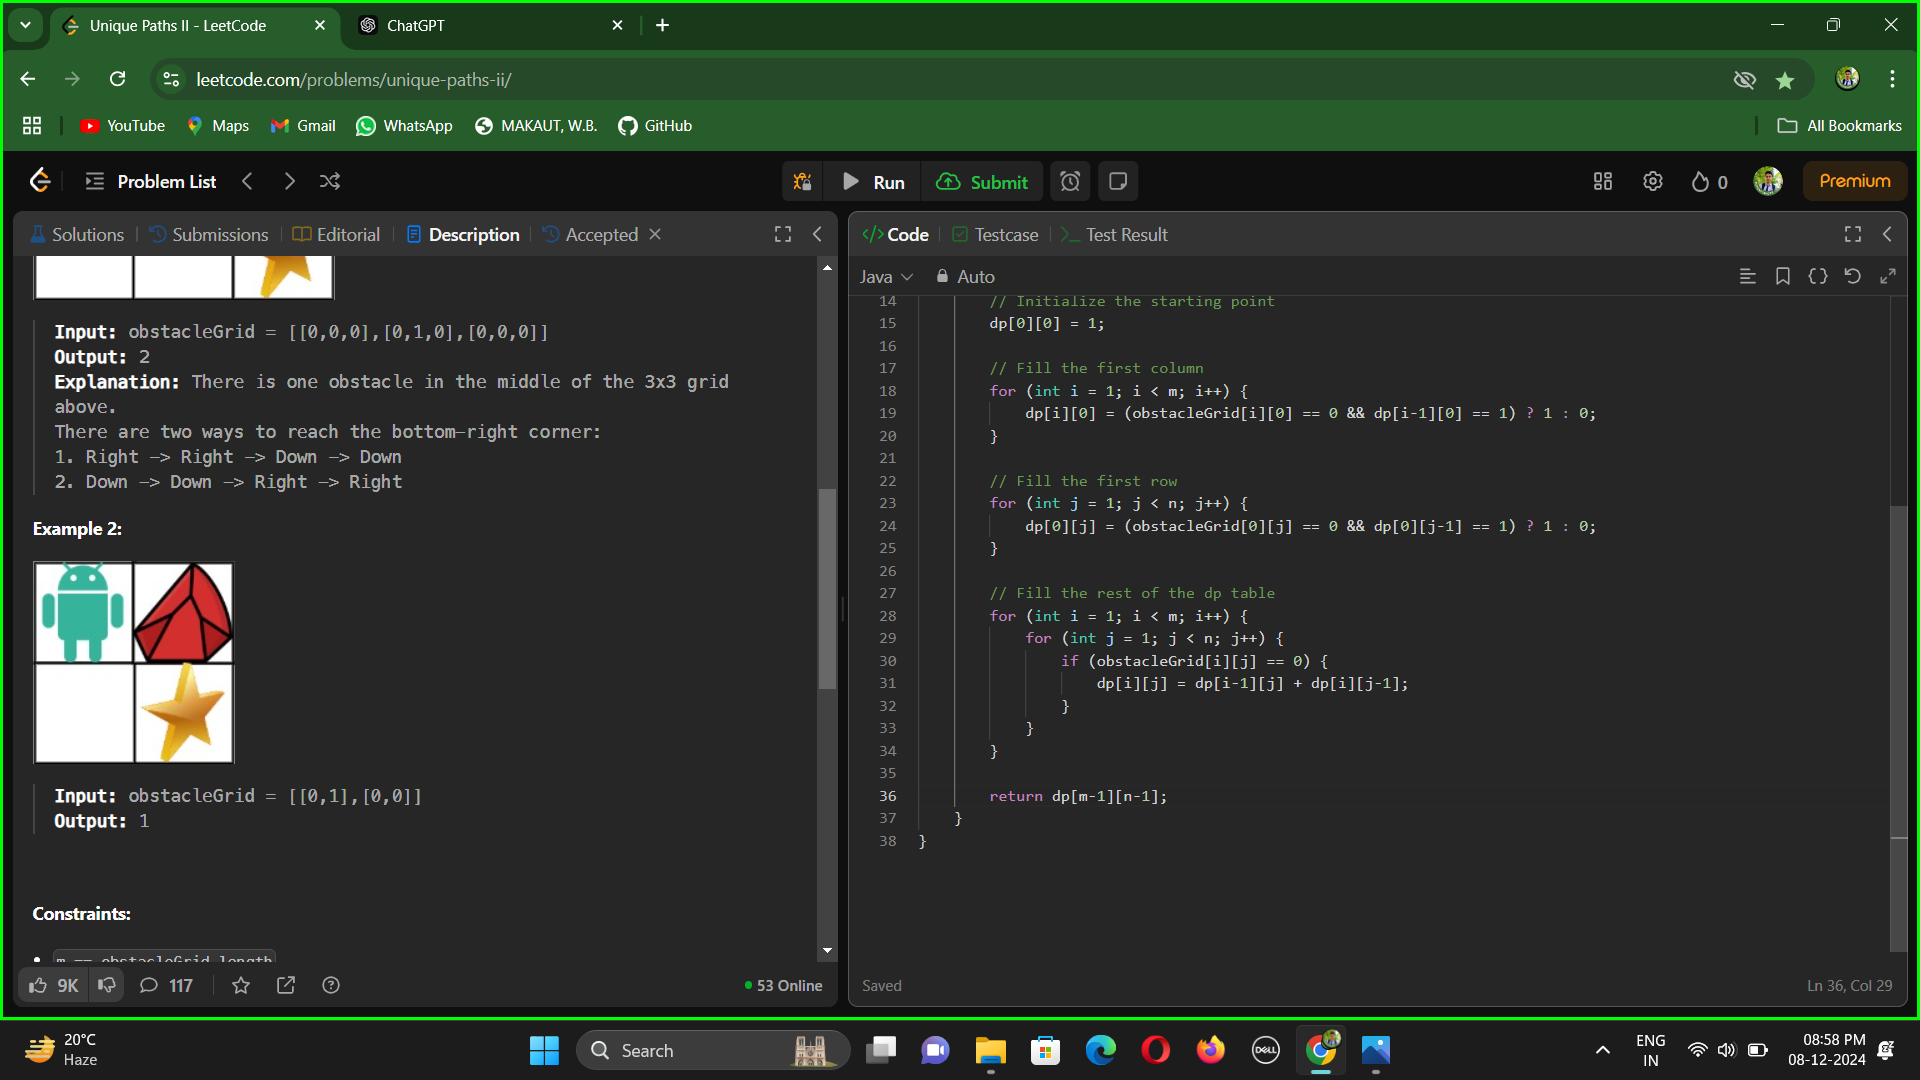 Unique Paths II - LeetCode
ChatGPT
leetcode.com/problems/unique-paths-ii/
YouTube
Maps
Gmail
WhatsApp
MAKAUT, W.B.
GitHub
All Bookmarks
Problem List
Run
Submit
0
Premium
Solutions
Submissions
Editorial
Description
Accepted
Input: obstacleGrid = [[0,0,0],[0,1,0],[0,0,0]]
Output: 2
Explanation: There is one obstacle in the middle of the 3x3 grid
above.
There are two ways to reach the bottom-right corner:
1. Right -> Right -> Down -> Down
2. Down -> Down -> Right -> Right
Example 2:
Input: obstacleGrid = [[0,1],[0,0]]
Output: 1
Constraints:
m == obstacleGrid.length
9K
117
53 Online
Code
Testcase
Test Result
Java
Auto
14 // Initialize the starting point
15 dp[0][0] = 1;
16
17 // Fill the first column
18 for (int i = 1; i < m; i++) {
19 dp[i][0] = (obstacleGrid[i][0] == 0 && dp[i-1][0] == 1) ? 1 : 0;
20 }
21
22 // Fill the first row
23 for (int j = 1; j < n; j++) {
24 dp[0][j] = (obstacleGrid[0][j] == 0 && dp[0][j-1] == 1) ? 1 : 0;
25 }
26
27 // Fill the rest of the dp table
28 for (int i = 1; i < m; i++) {
29 for (int j = 1; j < n; j++) {
30 if (obstacleGrid[i][j] == 0) {
31 dp[i][j] = dp[i-1][j] + dp[i][j-1];
32 }
33 }
34 }
35
36 return dp[m-1][n-1];
37 }
38 }
Saved
Ln 36, Col 29
20°C
Haze
Search
DELL
ENG
IN
08:58 PM
08-12-2024